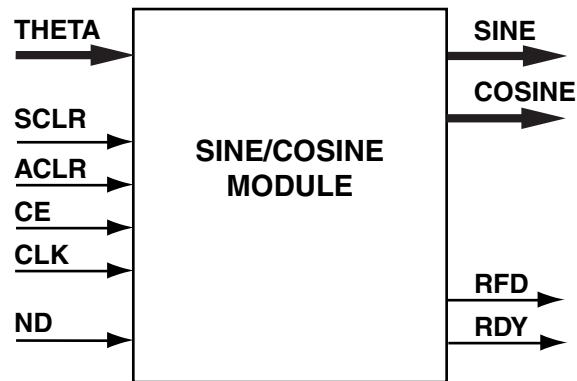 THETA
SCLR
ACLR
CE
CLK
ND
SINE/COSINE
MODULE
SINE
COSINE
RFD
RDY